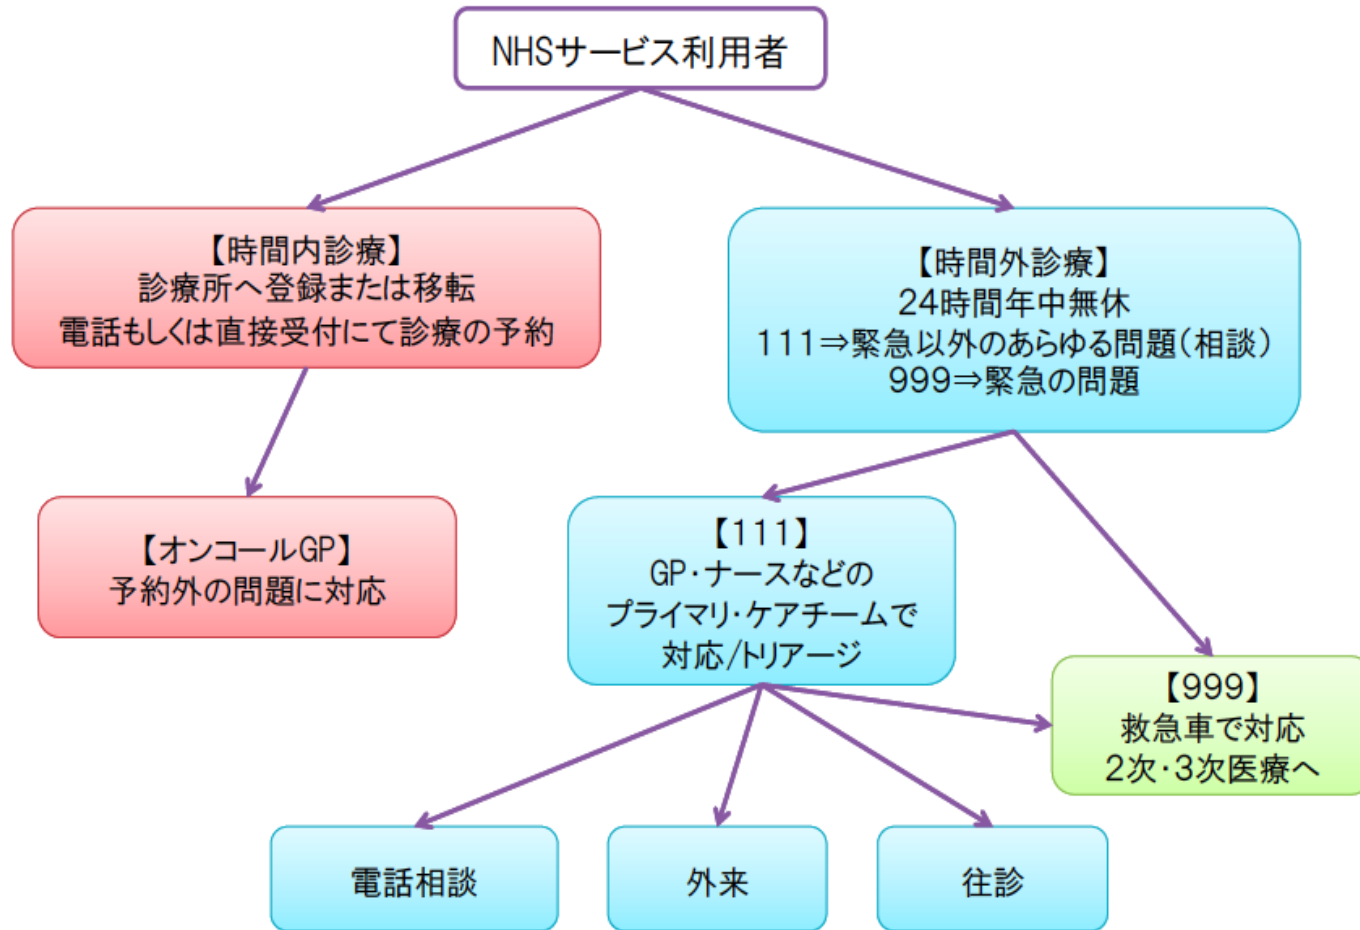 NHSサービス利用者
【時間内診療】
診療所へ登録または移転
電話もしくは直接受付にて診療の予約
【時間外診療】
24時間年中無休
111⇒緊急以外のあらゆる問題(相談)
999⇒緊急の問題
【オンコールGP】
予約外の問題に対応
【111】
GP・ナースなどの
プライマリ・ケアチームで
対応/トリアージ
【999】
救急車で対応
2次・3次医療へ
電話相談
外来
往診